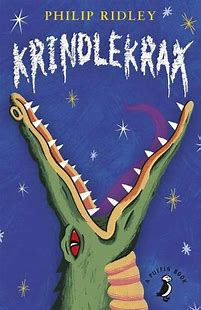 PHILIP RIDLEY
KRINDLEKRAX
A PUFFIN BOOK